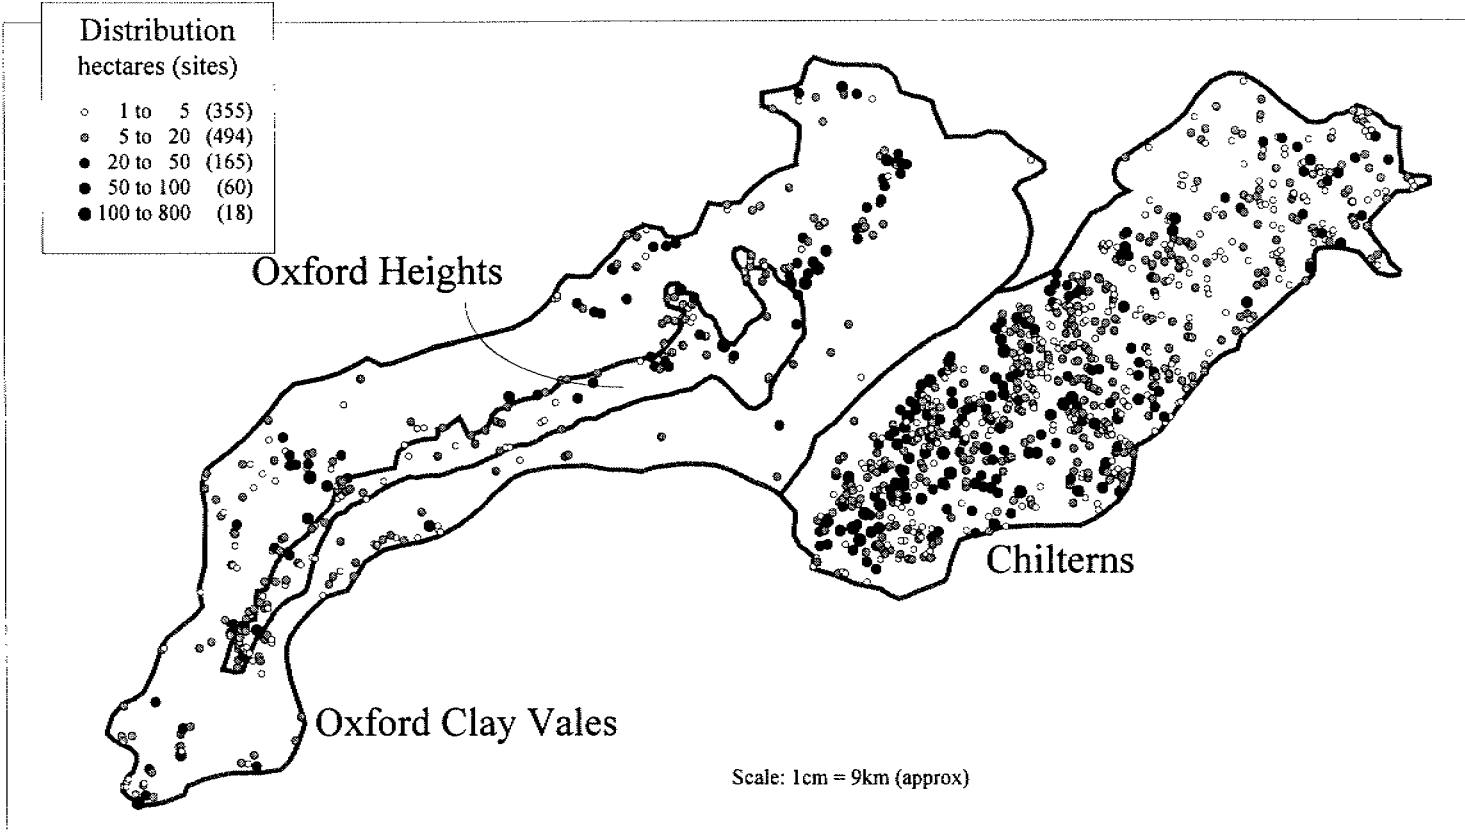 Distribution
hectares (sites)
1 to 5 (355)
5 to 20 (494)
20 to 50 (165)
50 to 100 (60)
100 to 800 (18)
Oxford Heights
Chilterns
Oxford Clay Vales
Scale: 1cm = 9km (approx)